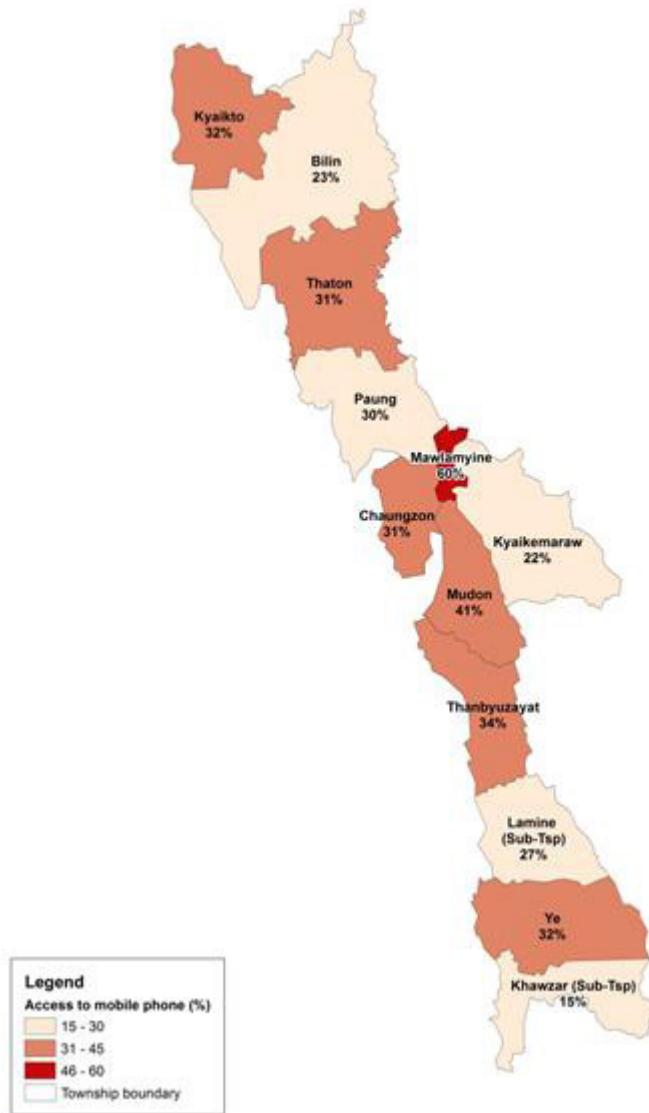 Kyaikto
32%
Bilin
23%
Thaton
31%
Paung
30%
Mawlamyine
60%
Chaungzon
31%
Kyaikemaraw
22%
Mudon
41%
Thanbyuzayat
34%
Lamine
(Sub-Tsp)
27%
Ye
32%
Khawzar (Sub-Tsp)
15%
Legend
Access to mobile phone (%)
15 - 30
31 - 45
46 - 60
Township boundary